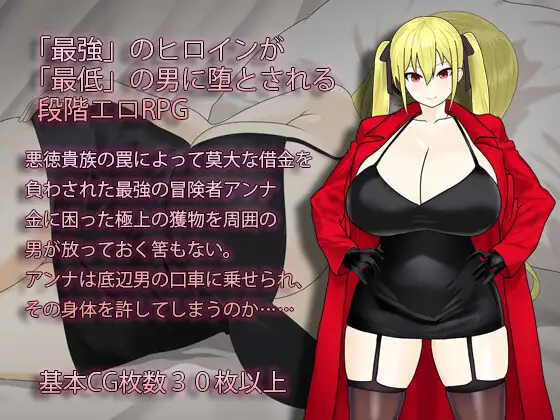 「最強」のヒロインが
「最低」の男に堕とされる
段階エロRPG
悪徳貴族の罠によって莫大な借金を
負わされた最強の冒険者アンナ
金に困った極上の獲物を周囲の
男が放っておく筈もない。
アンナは底辺男の口車に乗せられ、
その身体を許してしまうのか……
基本CG枚数３０枚以上